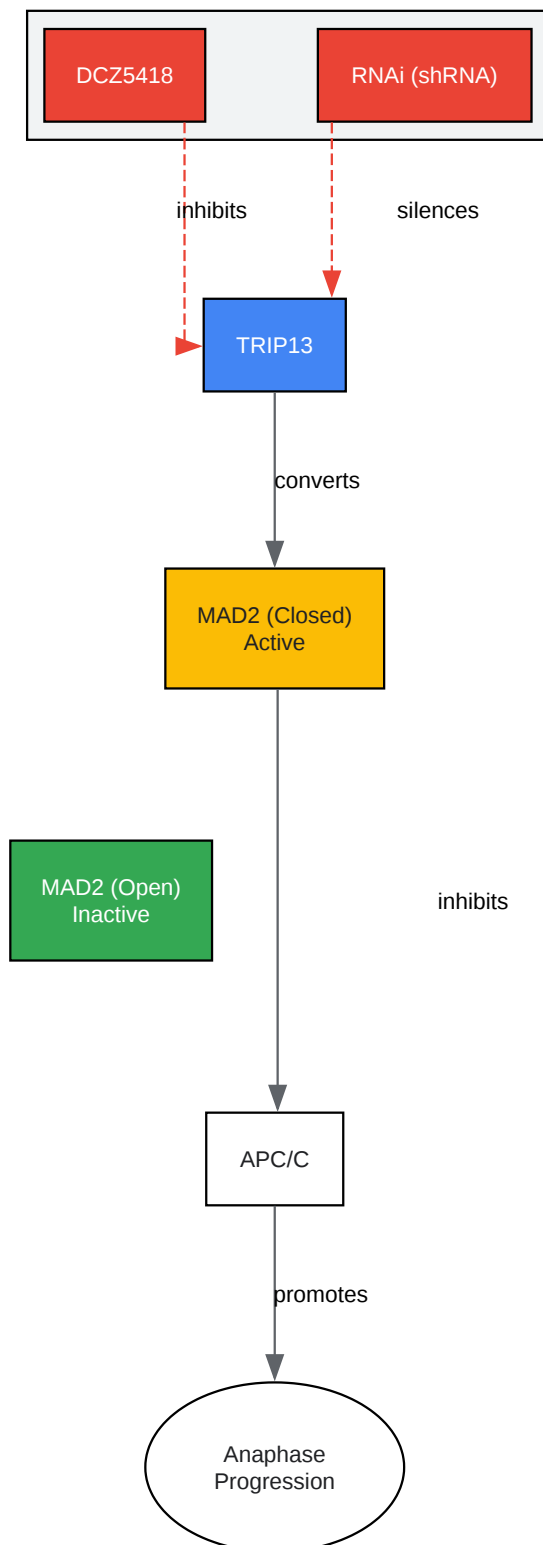 DCZ5418
RNAi (shRNA)
inhibits
silences
TRIP13
converts
MAD2 (Closed)
Active
MAD2 (Open)
Inactive
inhibits
APC/C
promotes
Anaphase
Progression